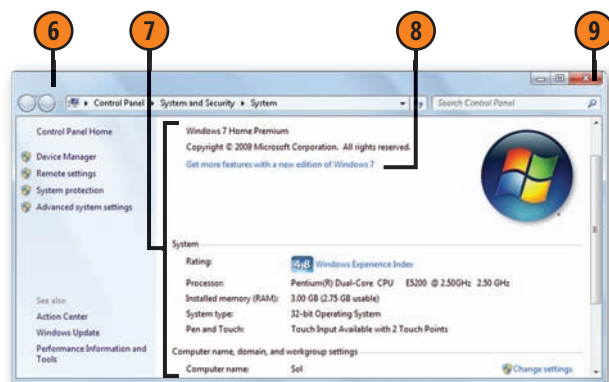 6 7 8 9
Control Panel ▸ System and Security ▸ System
Search Control Panel
Control Panel Home
Device Manager
Remote settings
System protection
Advanced system settings
See also
Action Center
Windows Update
Performance Information and
Tools
Windows 7 Home Premium
Copyright © 2009 Microsoft Corporation. All rights reserved.
Get more features with a new edition of Windows 7
System
Rating: 4,8 Windows Experience Index
Processor: Pentium(R) Dual-Core CPU E5200 @ 2.50GHz 2.50 GHz
Installed memory (RAM): 3.00 GB (2.75 GB usable)
System type: 32-bit Operating System
Pen and Touch: Touch Input Available with 2 Touch Points
Computer name, domain, and workgroup settings
Computer name: Sol Change settings